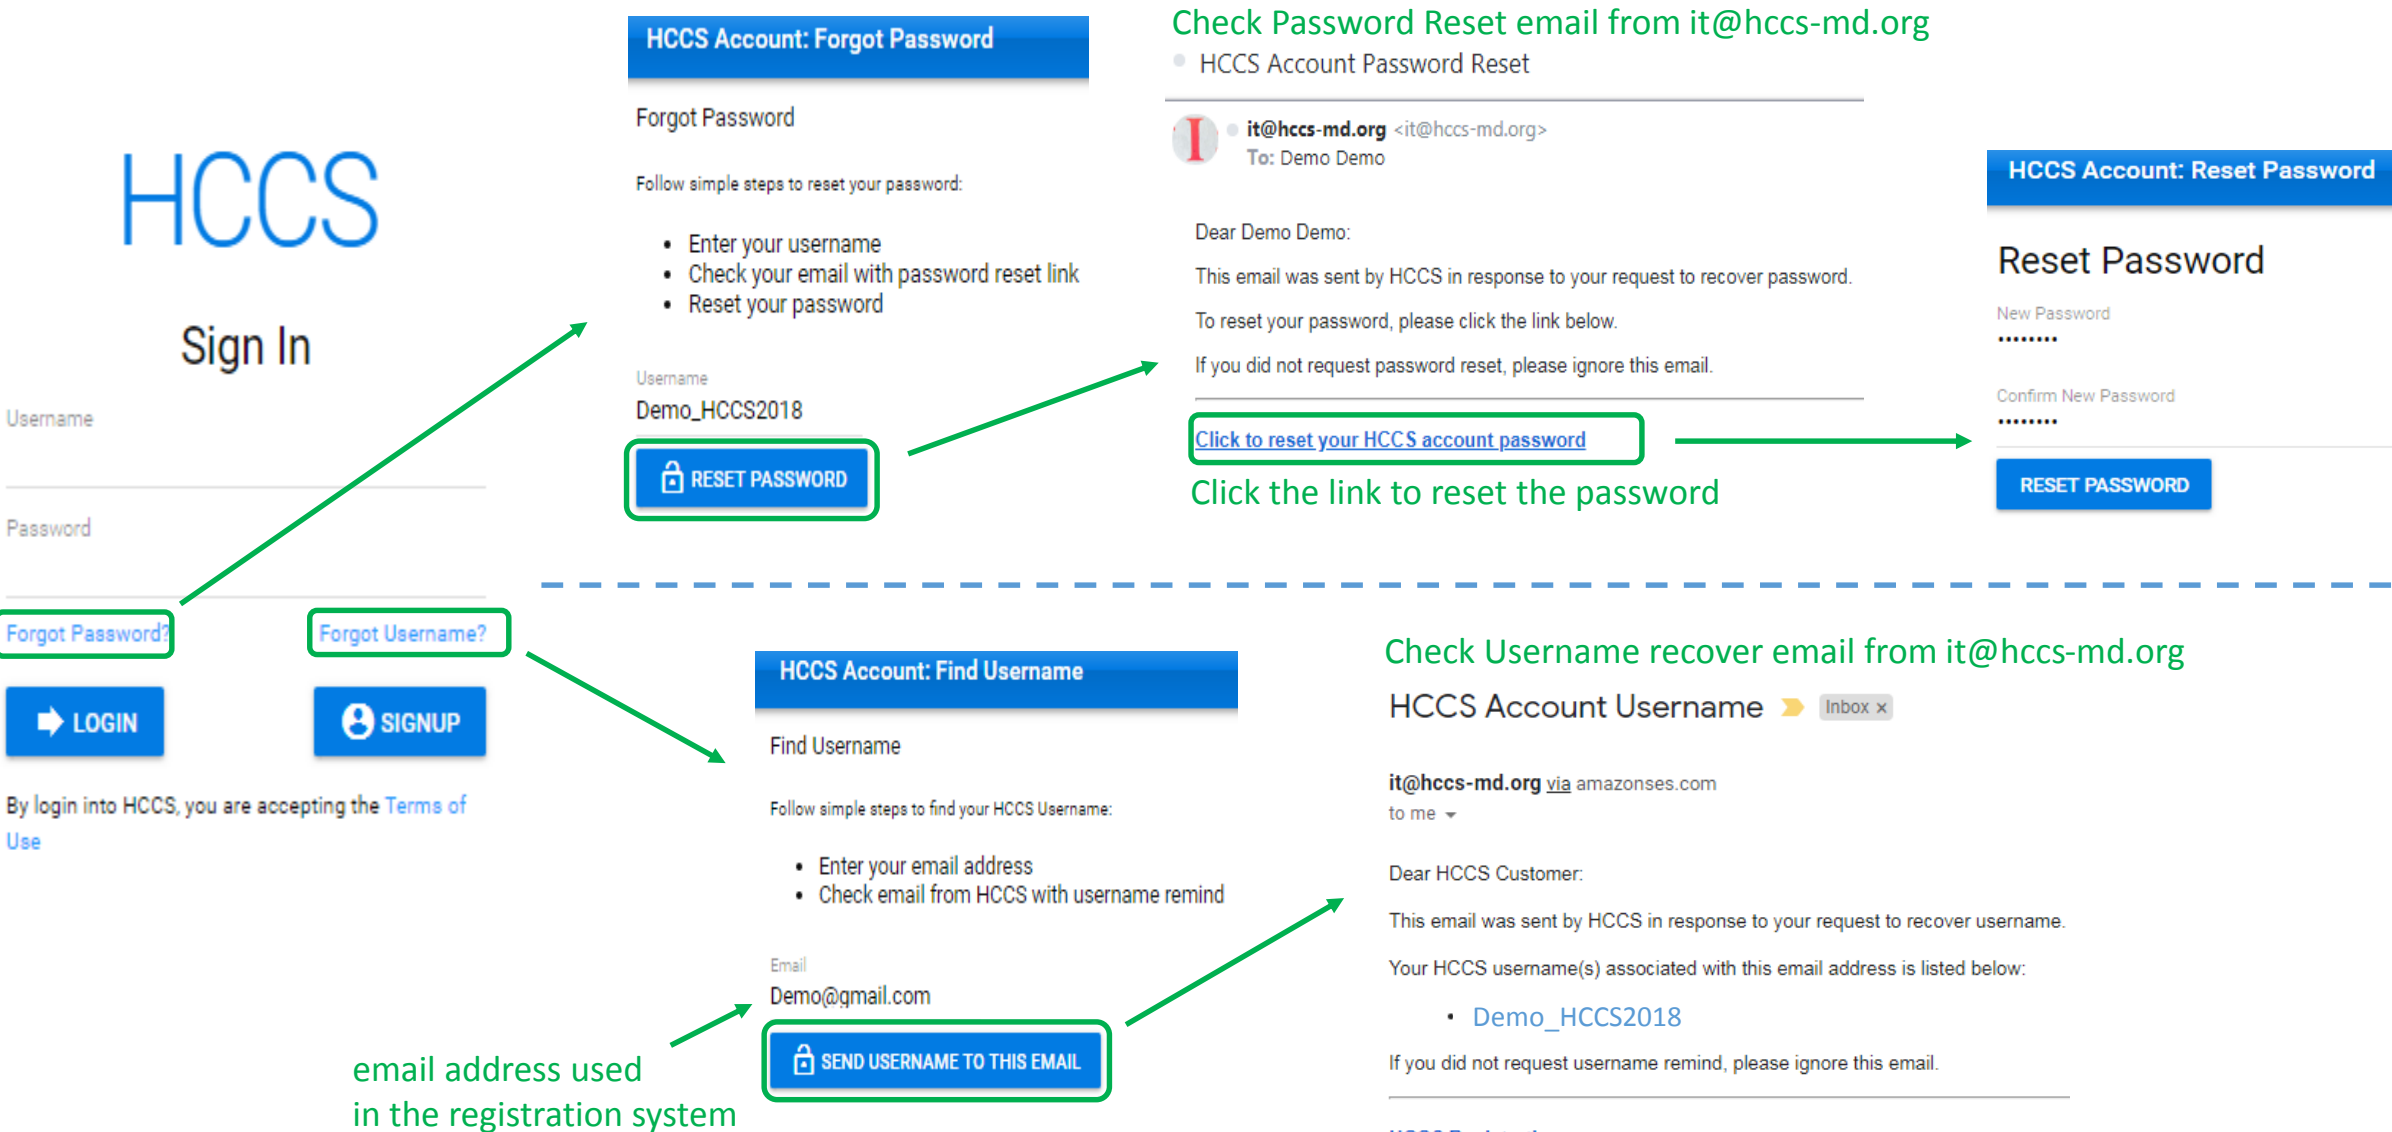 HCCS
Sign In
Username
Password
Forgot Password?
Forgot Username?
LOGIN
SIGNUP
By login into HCCS, you are accepting the Terms of
Use
HCCS Account: Forgot Password
Forgot Password
Follow simple steps to reset your password:
• Enter your username
• Check your email with password reset link
• Reset your password
Username
Demo_HCCS2018
RESET PASSWORD
Check Password Reset email from it@hccs-md.org
HCCS Account Password Reset
I
it@hccs-md.org <it@hccs-md.org>
To: Demo Demo
Dear Demo Demo:
This email was sent by HCCS in response to your request to recover password.
To reset your password, please click the link below.
If you did not request password reset, please ignore this email.
Click to reset your HCCS account password
Click the link to reset the password
HCCS Account: Reset Password
Reset Password
New Password
••••••••
Confirm New Password
••••••••
RESET PASSWORD
HCCS Account: Find Username
Find Username
Follow simple steps to find your HCCS Username:
• Enter your email address
• Check email from HCCS with username remind
Email
Demo@gmail.com
SEND USERNAME TO THIS EMAIL
email address used
in the registration system
Check Username recover email from it@hccs-md.org
HCCS Account Username
Inbox x
it@hccs-md.org via amazonses.com
to me
Dear HCCS Customer:
This email was sent by HCCS in response to your request to recover username.
Your HCCS username(s) associated with this email address is listed below:
• Demo_HCCS2018
If you did not request username remind, please ignore this email.